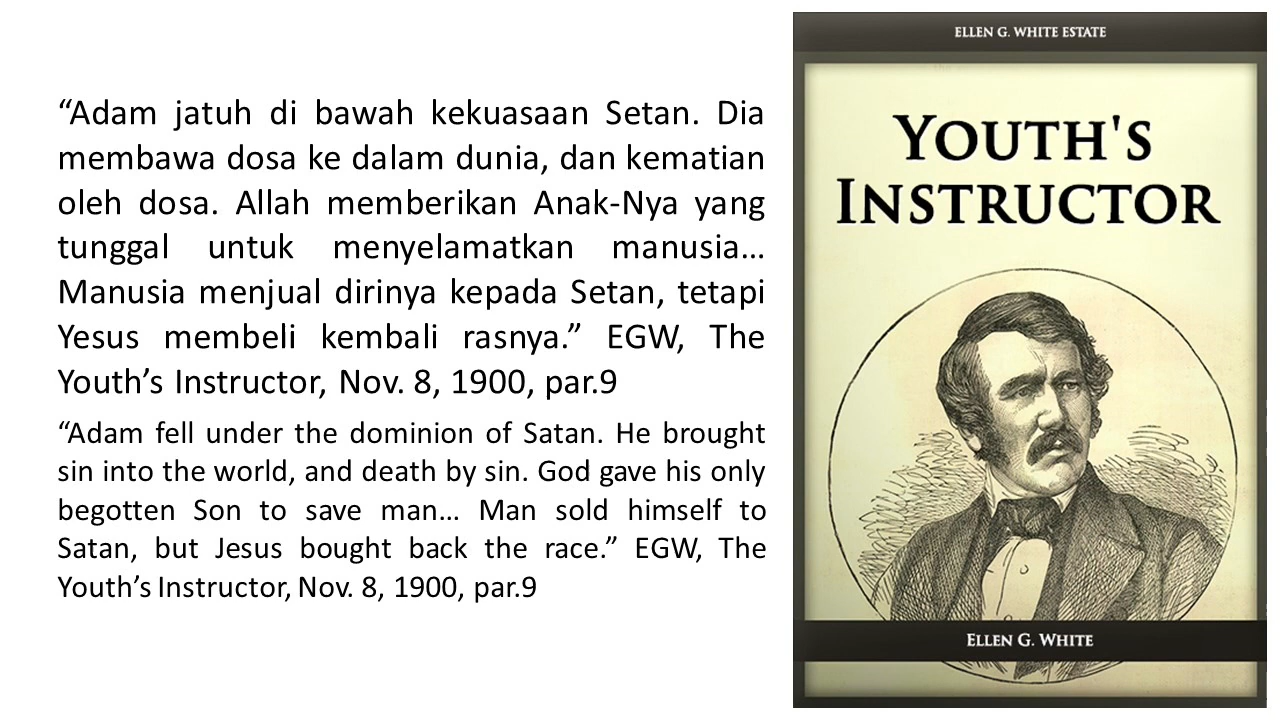 “Adam jatuh di bawah kekuasaan Setan. Dia
membawa dosa ke dalam dunia, dan kematian
oleh dosa. Allah memberikan Anak-Nya yang
tunggal untuk menyelamatkan manusia…
Manusia menjual dirinya kepada Setan, tetapi
Yesus membeli kembali rasnya.” EGW, The
Youth’s Instructor, Nov. 8, 1900, par.9
“Adam fell under the dominion of Satan. He brought
sin into the world, and death by sin. God gave his only
begotten Son to save man… Man sold himself to
Satan, but Jesus bought back the race.” EGW, The
Youth’s Instructor, Nov. 8, 1900, par.9
ELLEN G. WHITE ESTATE
YOUTH'S
INSTRUCTOR
ELLEN G. WHITE